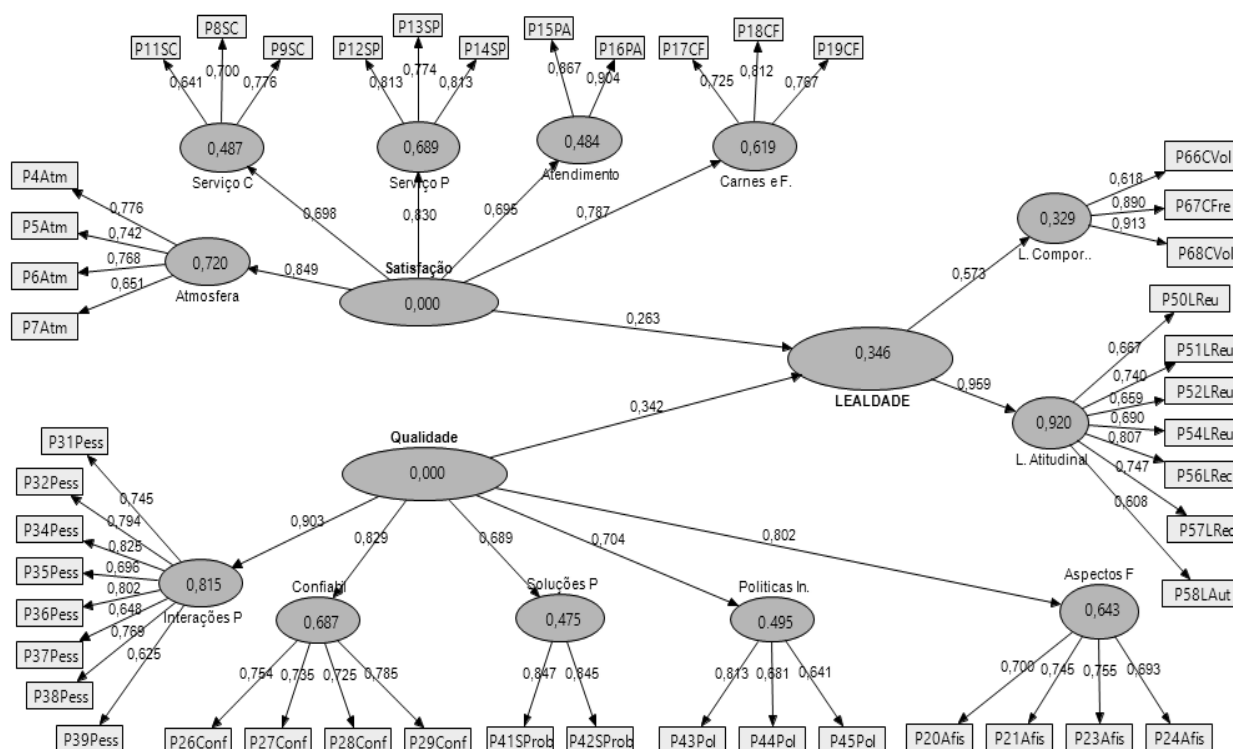 P8SC
P11SC
P9SC
0,641
0,700
0,776
0,487
Serviço C
P13SP
P12SP
P14SP
0,813
0,774
0,813
0,689
Serviço P
P15PA
P16PA
0,867
0,904
0,484
Atendimento
P18CF
P17CF
P19CF
0,725
0,812
0,767
0,619
Carnes e F.
P4Atm
P5Atm
P6Atm
P7Atm
0,776
0,742
0,768
0,651
0,720
Atmosfera
0,698
0,830
0,695
0,787
0,849
Satisfação
0,000
0,263
P66CVol
P67CFre
P68CVol
0,618
0,890
0,913
0,329
L. Compor..
0,573
0,346
LEALDADE
0,959
P50LReu
P51LReu
P52LReu
P54LReu
P56LRec
P57LRec
P58LAut
0,667
0,740
0,659
0,690
0,807
0,747
0,608
0,920
L. Atitudinal
0,342
Qualidade
0,000
0,903
0,829
0,689
0,704
0,802
P31Pess
P32Pess
P34Pess
P35Pess
P36Pess
P37Pess
P38Pess
P39Pess
0,745
0,794
0,825
0,696
0,802
0,648
0,769
0,625
0,815
Interações P
Confiabil
0,687
0,754
0,735
0,725
0,785
P26Conf
P27Conf
P28Conf
P29Conf
Soluções P
0,475
0,847
0,845
P41SProb
P42SProb
Politicas In.
0.495
0,813
0,681
0,641
P43Pol
P44Pol
P45Pol
Aspectos F
0,643
0,700
0,745
0,755
0,693
P20Afis
P21Afis
P23Afis
P24Afis